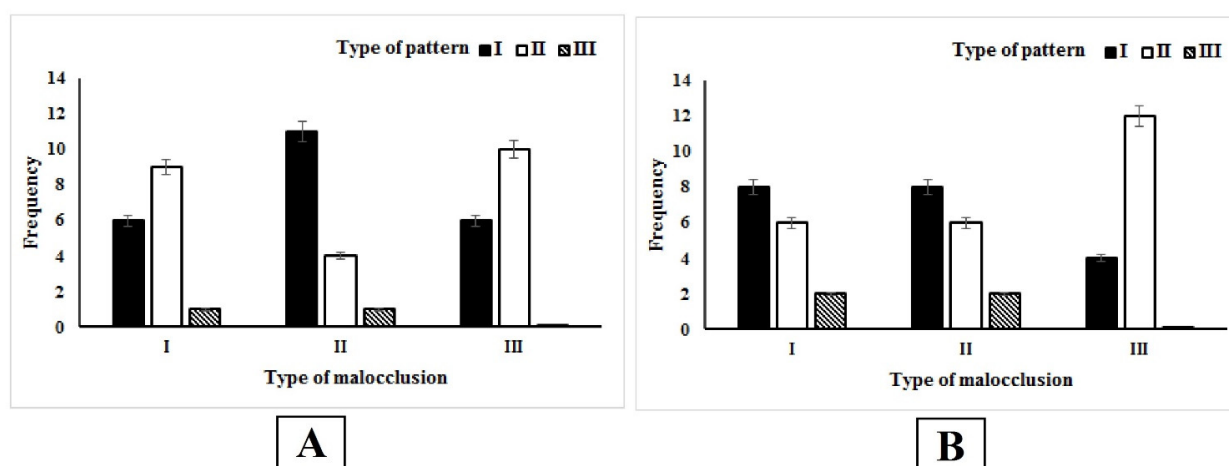 Type of pattern I II III
14
12
10
8
6
4
2
0
Frequency
I II III
Type of malocclusion
A
Type of pattern I II III
14
12
10
8
6
4
2
0
Frequency
I II III
Type of malocclusion
B